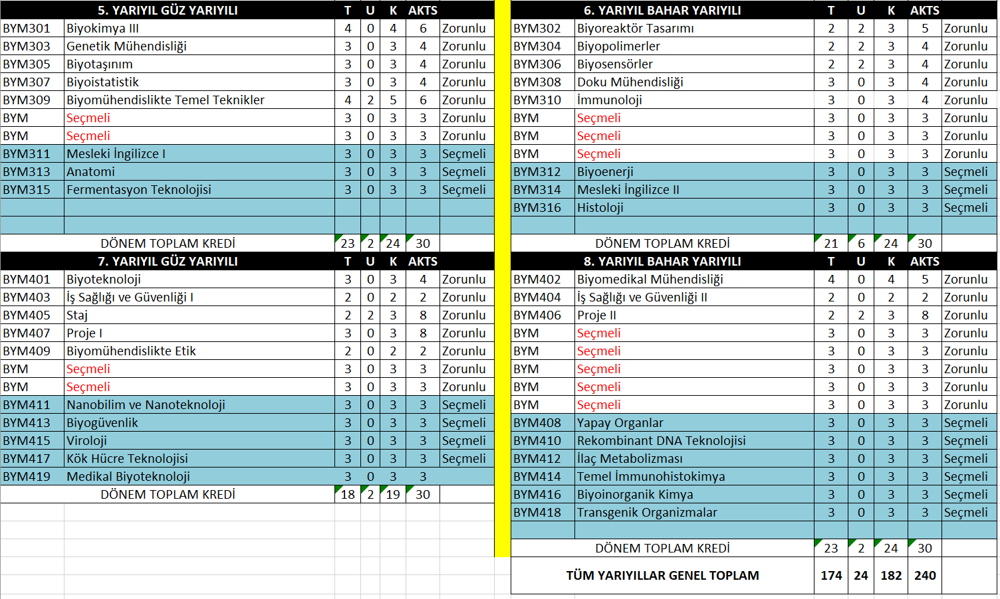 5. YARIYIL GÜZ YARIYILI T U K AKTS
BYM301 Biyokimya III 4 0 4 6 Zorunlu
BYM303 Genetik Mühendisliği 3 0 3 4 Zorunlu
BYM305 Biyotaşınım 3 0 3 4 Zorunlu
BYM307 Biyoistatistik 3 0 3 4 Zorunlu
BYM309 Biyomühendislikte Temel Teknikler 4 2 5 6 Zorunlu
BYM Seçmeli 3 0 3 3 Zorunlu
BYM Seçmeli 3 0 3 3 Zorunlu
BYM311 Mesleki İngilizce I 3 0 3 3 Seçmeli
BYM313 Anatomi 3 0 3 3 Seçmeli
BYM315 Fermentasyon Teknolojisi 3 0 3 3 Seçmeli
DÖNEM TOPLAM KREDİ 23 2 24 30
6. YARIYIL BAHAR YARIYILI T U K AKTS
BYM302 Biyoreaktör Tasarımı 2 2 3 5 Zorunlu
BYM304 Biyopolimerler 2 2 3 4 Zorunlu
BYM306 Biyosensörler 2 2 3 4 Zorunlu
BYM308 Doku Mühendisliği 3 0 3 4 Zorunlu
BYM310 İmmunoloji 3 0 3 4 Zorunlu
BYM Seçmeli 3 0 3 3 Zorunlu
BYM Seçmeli 3 0 3 3 Zorunlu
BYM Seçmeli 3 0 3 3 Zorunlu
BYM312 Biyoenerji 3 0 3 3 Seçmeli
BYM314 Mesleki İngilizce II 3 0 3 3 Seçmeli
BYM316 Histoloji 3 0 3 3 Seçmeli
DÖNEM TOPLAM KREDİ 21 6 24 30
7. YARIYIL GÜZ YARIYILI T U K AKTS
BYM401 Biyoteknoloji 3 0 3 4 Zorunlu
BYM403 İş Sağlığı ve Güvenliği I 2 0 2 2 Zorunlu
BYM405 Staj 2 2 3 8 Zorunlu
BYM407 Proje I 3 0 3 8 Zorunlu
BYM409 Biyomühendislikte Etik 2 0 2 2 Zorunlu
BYM Seçmeli 3 0 3 3 Zorunlu
BYM Seçmeli 3 0 3 3 Zorunlu
BYM411 Nanobilim ve Nanoteknoloji 3 0 3 3 Seçmeli
BYM413 Biyogüvenlik 3 0 3 3 Seçmeli
BYM415 Viroloji 3 0 3 3 Seçmeli
BYM417 Kök Hücre Teknolojisi 3 0 3 3 Seçmeli
BYM419 Medikal Biyoteknoloji 3 0 3 3
DÖNEM TOPLAM KREDİ 18 2 19 30
8. YARIYIL BAHAR YARIYILI T U K AKTS
BYM402 Biyomedikal Mühendisliği 4 0 4 5 Zorunlu
BYM404 İş Sağlığı ve Güvenliği II 2 0 2 2 Zorunlu
BYM406 Proje II 2 2 3 8 Zorunlu
BYM Seçmeli 3 0 3 3 Zorunlu
BYM Seçmeli 3 0 3 3 Zorunlu
BYM Seçmeli 3 0 3 3 Zorunlu
BYM Seçmeli 3 0 3 3 Zorunlu
BYM Seçmeli 3 0 3 3 Zorunlu
BYM408 Yapay Organlar 3 0 3 3 Seçmeli
BYM410 Rekombinant DNA Teknolojisi 3 0 3 3 Seçmeli
BYM412 İlaç Metabolizması 3 0 3 3 Seçmeli
BYM414 Temel İmmunohistokimya 3 0 3 3 Seçmeli
BYM416 Biyoinorganik Kimya 3 0 3 3 Seçmeli
BYM418 Transgenik Organizmalar 3 0 3 3 Seçmeli
DÖNEM TOPLAM KREDİ 23 2 24 30
TÜM YARIYILLAR GENEL TOPLAM 174 24 182 240